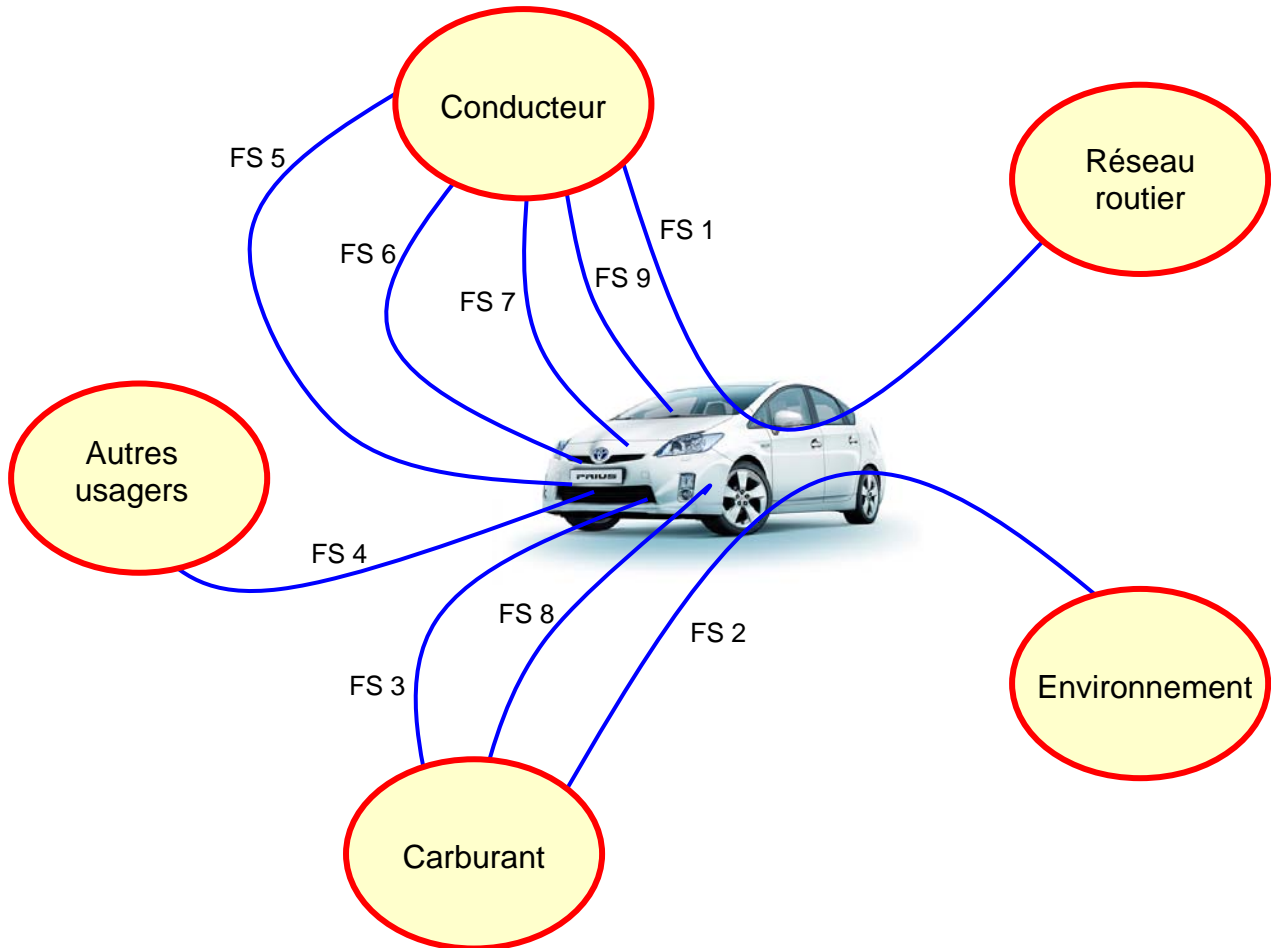 Conducteur
Réseau
routier
FS 5
FS 1
FS 6
FS 9
FS 7
Autres
usagers
PRIUS
FS 4
FS 8
FS 2
FS 3
Environnement
Carburant